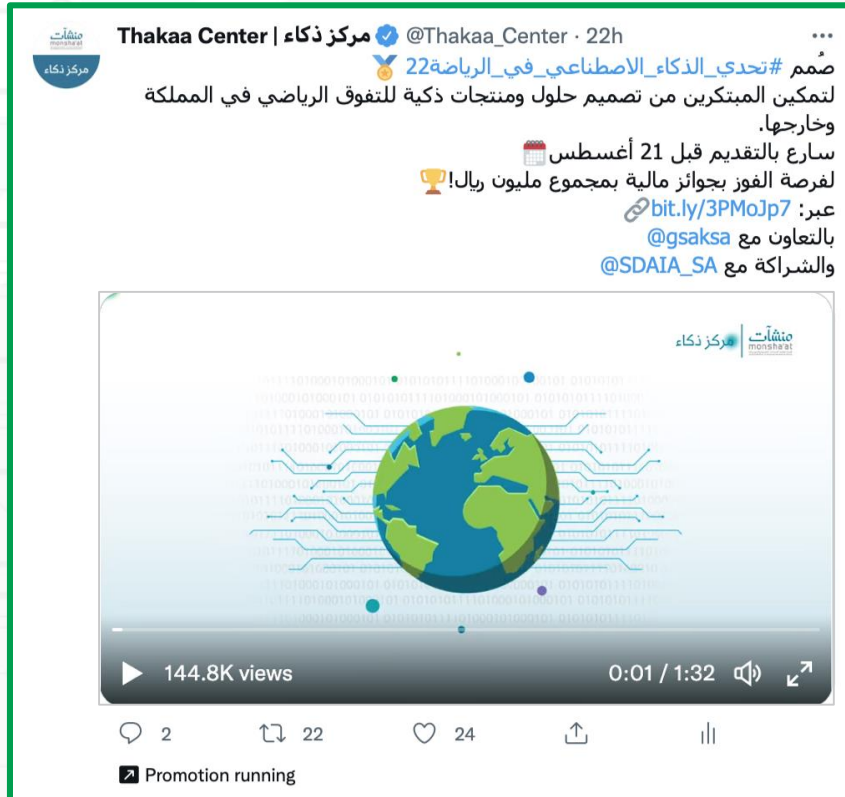 منشآت
monsha'at
مركز ذكاء
Thakaa Center | مركز ذكاء @Thakaa_Center · 22h
صُمم #تحدي_الذكاء_الاصطناعي_في_الرياضة22 🏅
لتمكين المبتكرين من تصميم حلول ومنتجات ذكية للتفوق الرياضي في المملكة
وخارجها.
سارع بالتقديم قبل 21 أغسطس🗓️
لفرصة الفوز بجوائز مالية بمجموع مليون ريال!🏆
عبر: bit.ly/3PMoJp7🔗
بالتعاون مع @gsaksa
والشراكة مع @SDAIA_SA
منشآت
monsha'at
مركز ذكاء
144.8K views
0:01 / 1:32
2 22 24
Promotion running